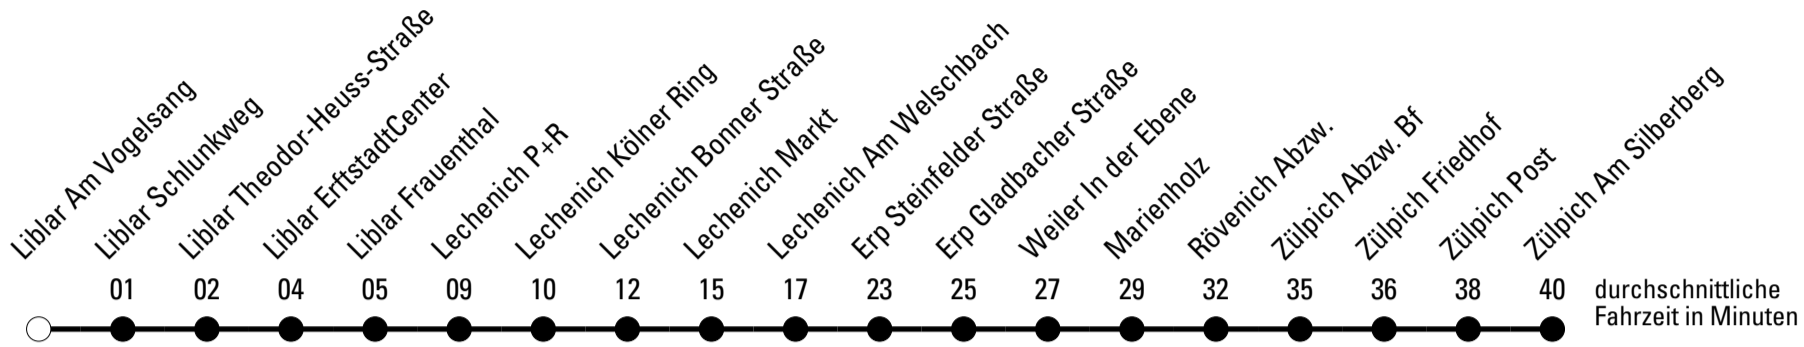 Liblar Am Vogelsang
Liblar Schlunkweg
Liblar Theodor-Heuss-Straße
Liblar ErftstadtCenter
Liblar Frauenthal
Lechenich P+R
Lechenich Kölner Ring
Lechenich Bonner Straße
Lechenich Markt
Lechenich Am Welschbach
Erp Steinfelder Straße
Erp Gladbacher Straße
Weiler In der Ebene
Marienholz
Rövenich Abzw.
Zülpich Abzw. Bf
Zülpich Friedhof
Zülpich Post
Zülpich Am Silberberg
01 02 04 05 09 10 12 15 17 23 25 27 29 32 35 36 38 40 durchschnittliche
Fahrzeit in Minuten